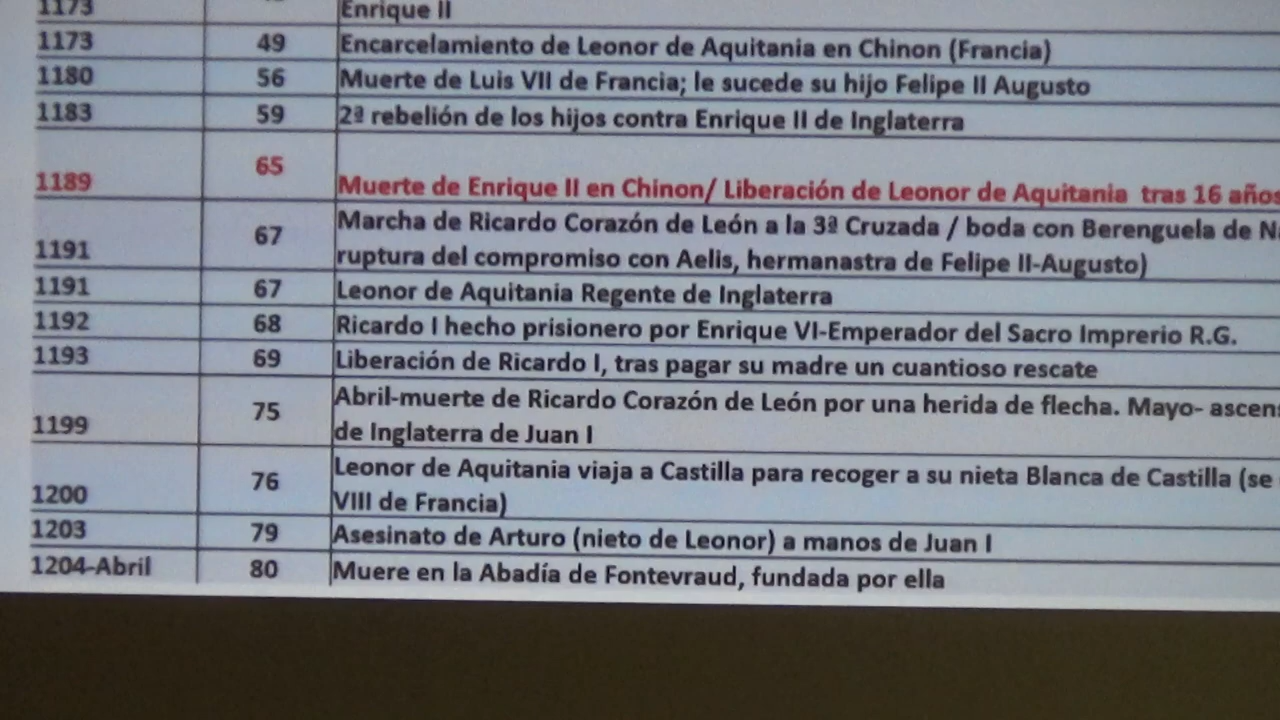 1173 Enrique II
1173 49 Encarcelamiento de Leonor de Aquitania en Chinon (Francia)
1180 56 Muerte de Luis VII de Francia; le sucede su hijo Felipe II Augusto
1183 59 2ª rebelión de los hijos contra Enrique II de Inglaterra
1189 65 Muerte de Enrique II en Chinon/ Liberación de Leonor de Aquitania tras 16 años
1191 67 Marcha de Ricardo Corazón de León a la 3ª Cruzada / boda con Berenguela de
ruptura del compromiso con Aelis, hermanastra de Felipe II-Augusto)
1191 67 Leonor de Aquitania Regente de Inglaterra
1192 68 Ricardo I hecho prisionero por Enrique VI-Emperador del Sacro Imprerio R.G.
1193 69 Liberación de Ricardo I, tras pagar su madre un cuantioso rescate
1199 75 Abril-muerte de Ricardo Corazón de León por una herida de flecha. Mayo-
de Inglaterra de Juan I
1200 76 Leonor de Aquitania viaja a Castilla para recoger a su nieta Blanca de Castilla (se
VIII de Francia)
1203 79 Asesinato de Arturo (nieto de Leonor) a manos de Juan I
1204-Abril 80 Muere en la Abadía de Fontevraud, fundada por ella